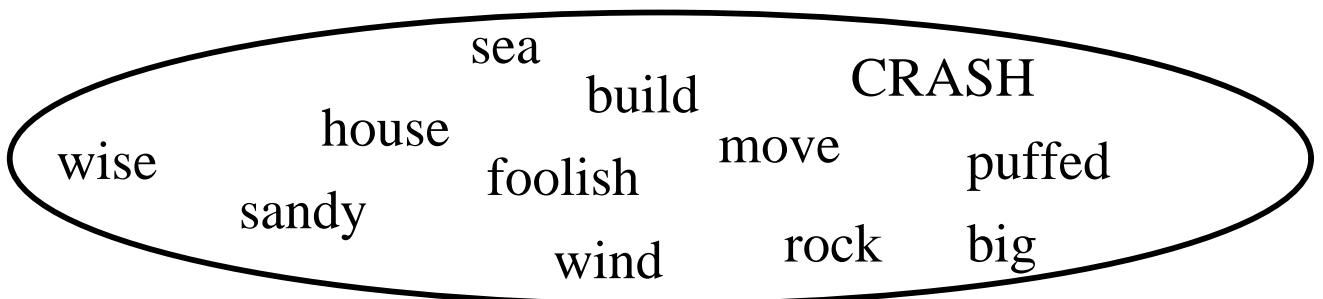 sea
build
CRASH
house
move
wise
foolish
puffed
sandy
wind
rock
big